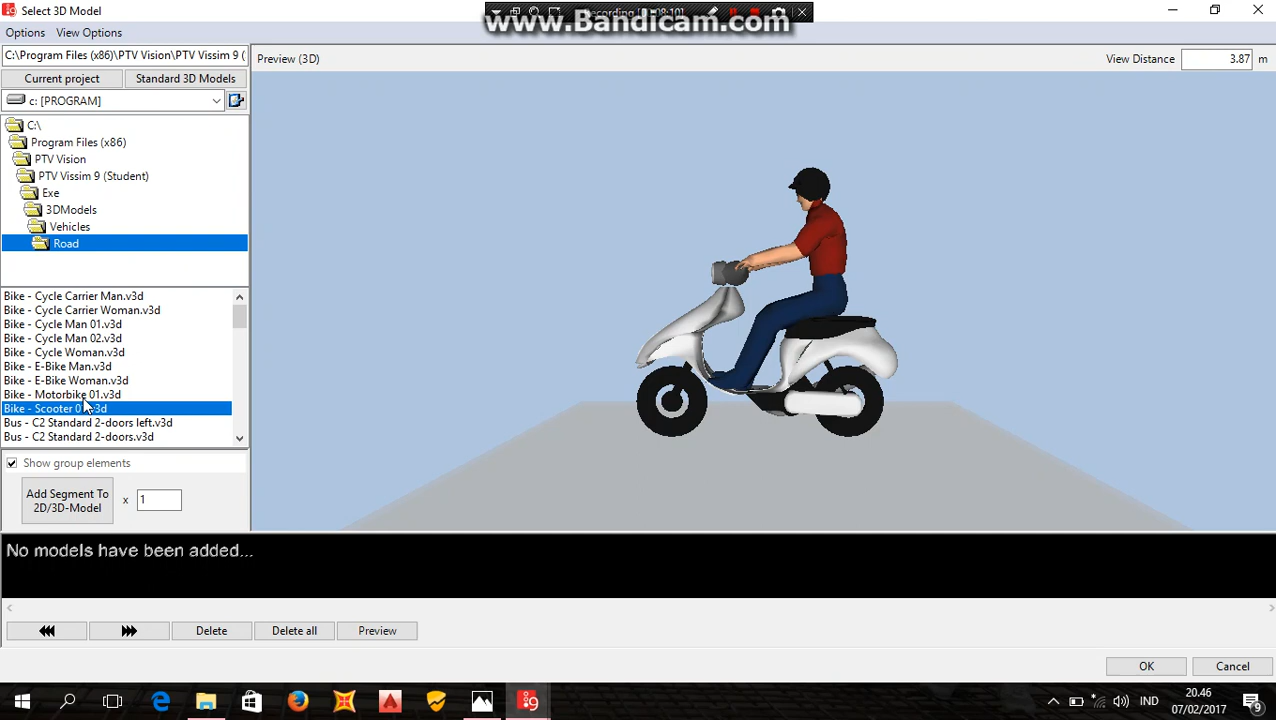 Select 3D Model
www.Bandicam.com
Options View Options
C:\Program Files (x86)\PTV Vision\PTV Vissim 9 (
Preview (3D)
View Distance 3.87 m
Current project Standard 3D Models
c: [PROGRAM]
C:\
Program Files (x86)
PTV Vision
PTV Vissim 9 (Student)
Exe
3DModels
Vehicles
Road
Bike - Cycle Carrier Man.v3d
Bike - Cycle Carrier Woman.v3d
Bike - Cycle Man 01.v3d
Bike - Cycle Man 02.v3d
Bike - Cycle Woman.v3d
Bike - E-Bike Man.v3d
Bike - E-Bike Woman.v3d
Bike - Motorbike 01.v3d
Bike - Scooter
Bus - C2 Standard 2-doors left.v3d
Bus - C2 Standard 2-doors.v3d
Show group elements
Add Segment To
2D/3D-Model
x 1
No models have been added...
Delete Delete all Preview
OK Cancel
IND
20.46
07/02/2017